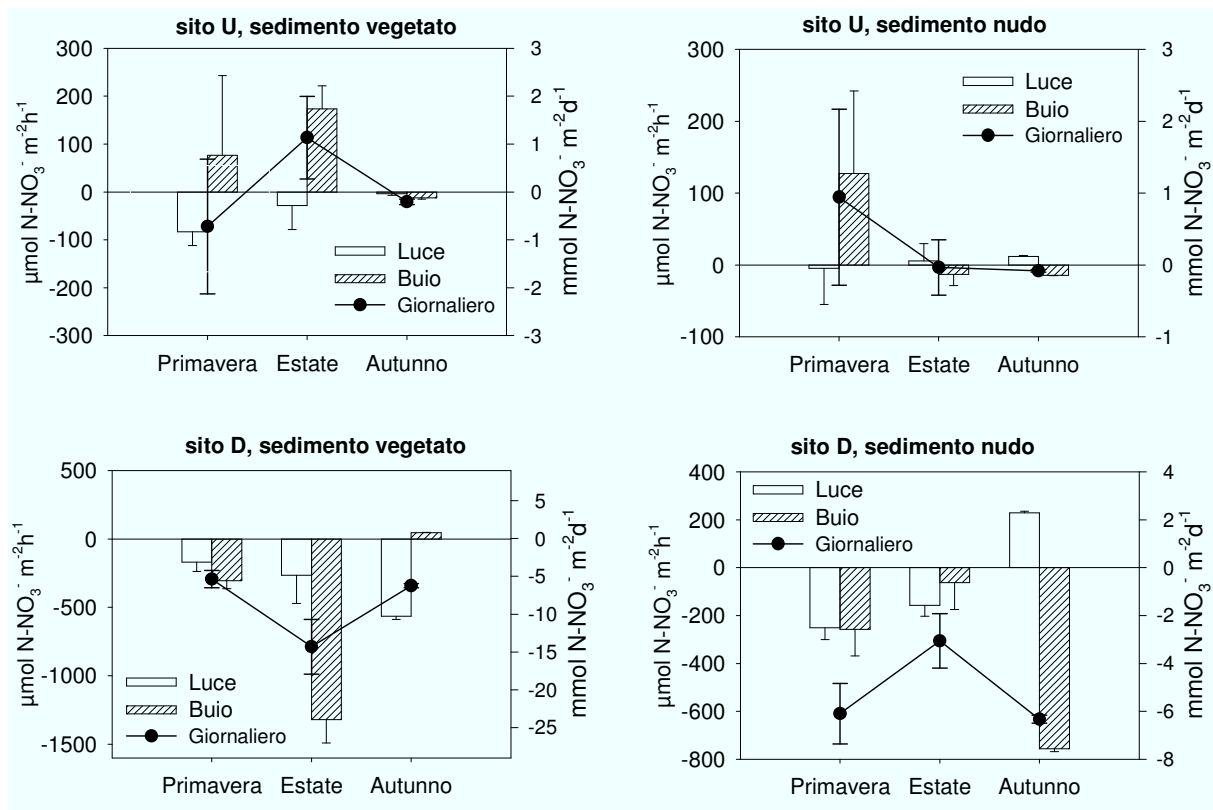 sito U, sedimento vegetato
300
200
100
0
-100
-200
-300
µmol N-NO₃⁻ m⁻²h⁻¹
3
2
1
0
-1
-2
-3
mmol N-NO₃⁻ m⁻²d⁻¹
Luce
Buio
Giornaliero
Primavera Estate Autunno
sito U, sedimento nudo
300
200
100
0
-100
µmol N-NO₃⁻ m⁻²h⁻¹
3
2
1
0
-1
mmol N-NO₃⁻ m⁻²d⁻¹
Luce
Buio
Giornaliero
Primavera Estate Autunno
sito D, sedimento vegetato
500
0
-500
-1000
-1500
µmol N-NO₃⁻ m⁻²h⁻¹
5
0
-5
-10
-15
-20
-25
mmol N-NO₃⁻ m⁻²d⁻¹
Luce
Buio
Giornaliero
Primavera Estate Autunno
sito D, sedimento nudo
400
200
0
-200
-400
-600
-800
µmol N-NO₃⁻ m⁻²h⁻¹
4
2
0
-2
-4
-6
-8
mmol N-NO₃⁻ m⁻²d⁻¹
Luce
Buio
Giornaliero
Primavera Estate Autunno